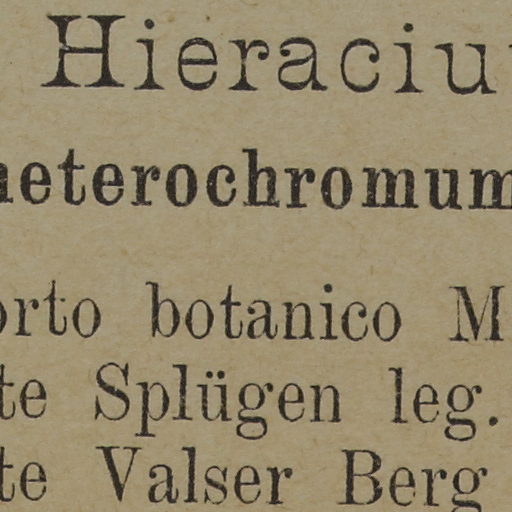 Hieraciu
heterochromum
orto botanico M
te Splügen leg.
te Valser Berg